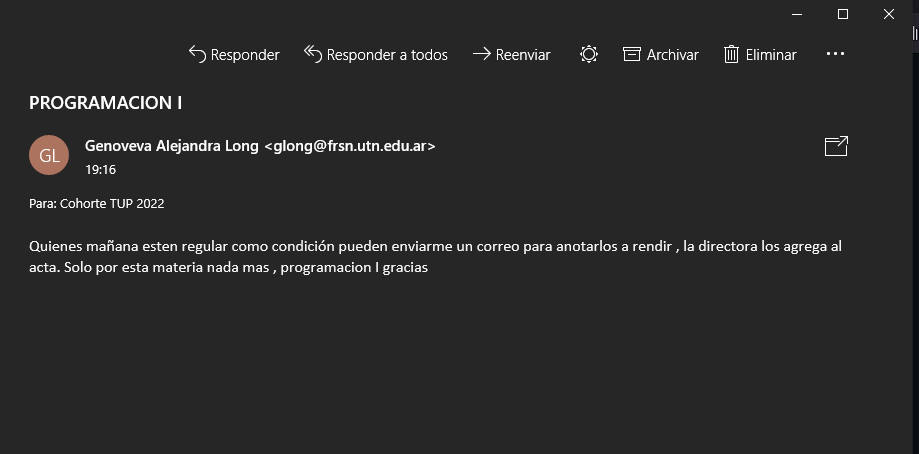 Responder Responder a todos Reenviar Archivar Eliminar
PROGRAMACION I
GL
Genoveva Alejandra Long <glong@frsn.utn.edu.ar>
19:16
Para: Cohorte TUP 2022
Quienes mañana esten regular como condición pueden enviarme un correo para anotarlos a rendir , la directora los agrega al
acta. Solo por esta materia nada mas , programacion I gracias